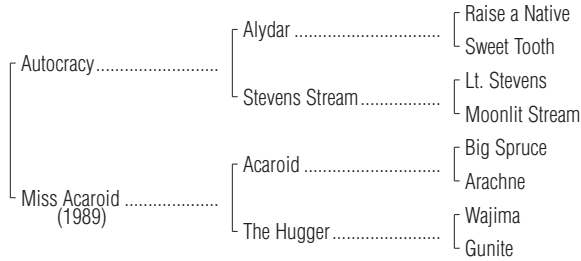 Raise a Native
Alydar ..............................
Sweet Tooth
Autocracy.........................
Lt. Stevens
Stevens Stream................
Moonlit Stream
Big Spruce
Acaroid ............................
Arachne
Miss Acaroid ...................
(1989)
Wajima
The Hugger......................
Gunite